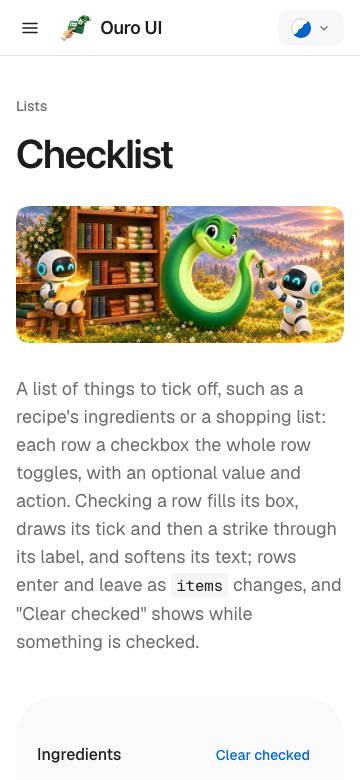 Ouro UI
Lists
Checklist
A list of things to tick off, such as a
recipe's ingredients or a shopping list:
each row a checkbox the whole row
toggles, with an optional value and
action. Checking a row fills its box,
draws its tick and then a strike through
its label, and softens its text; rows
enter and leave as items changes, and
"Clear checked" shows while
something is checked.
Ingredients
Clear checked